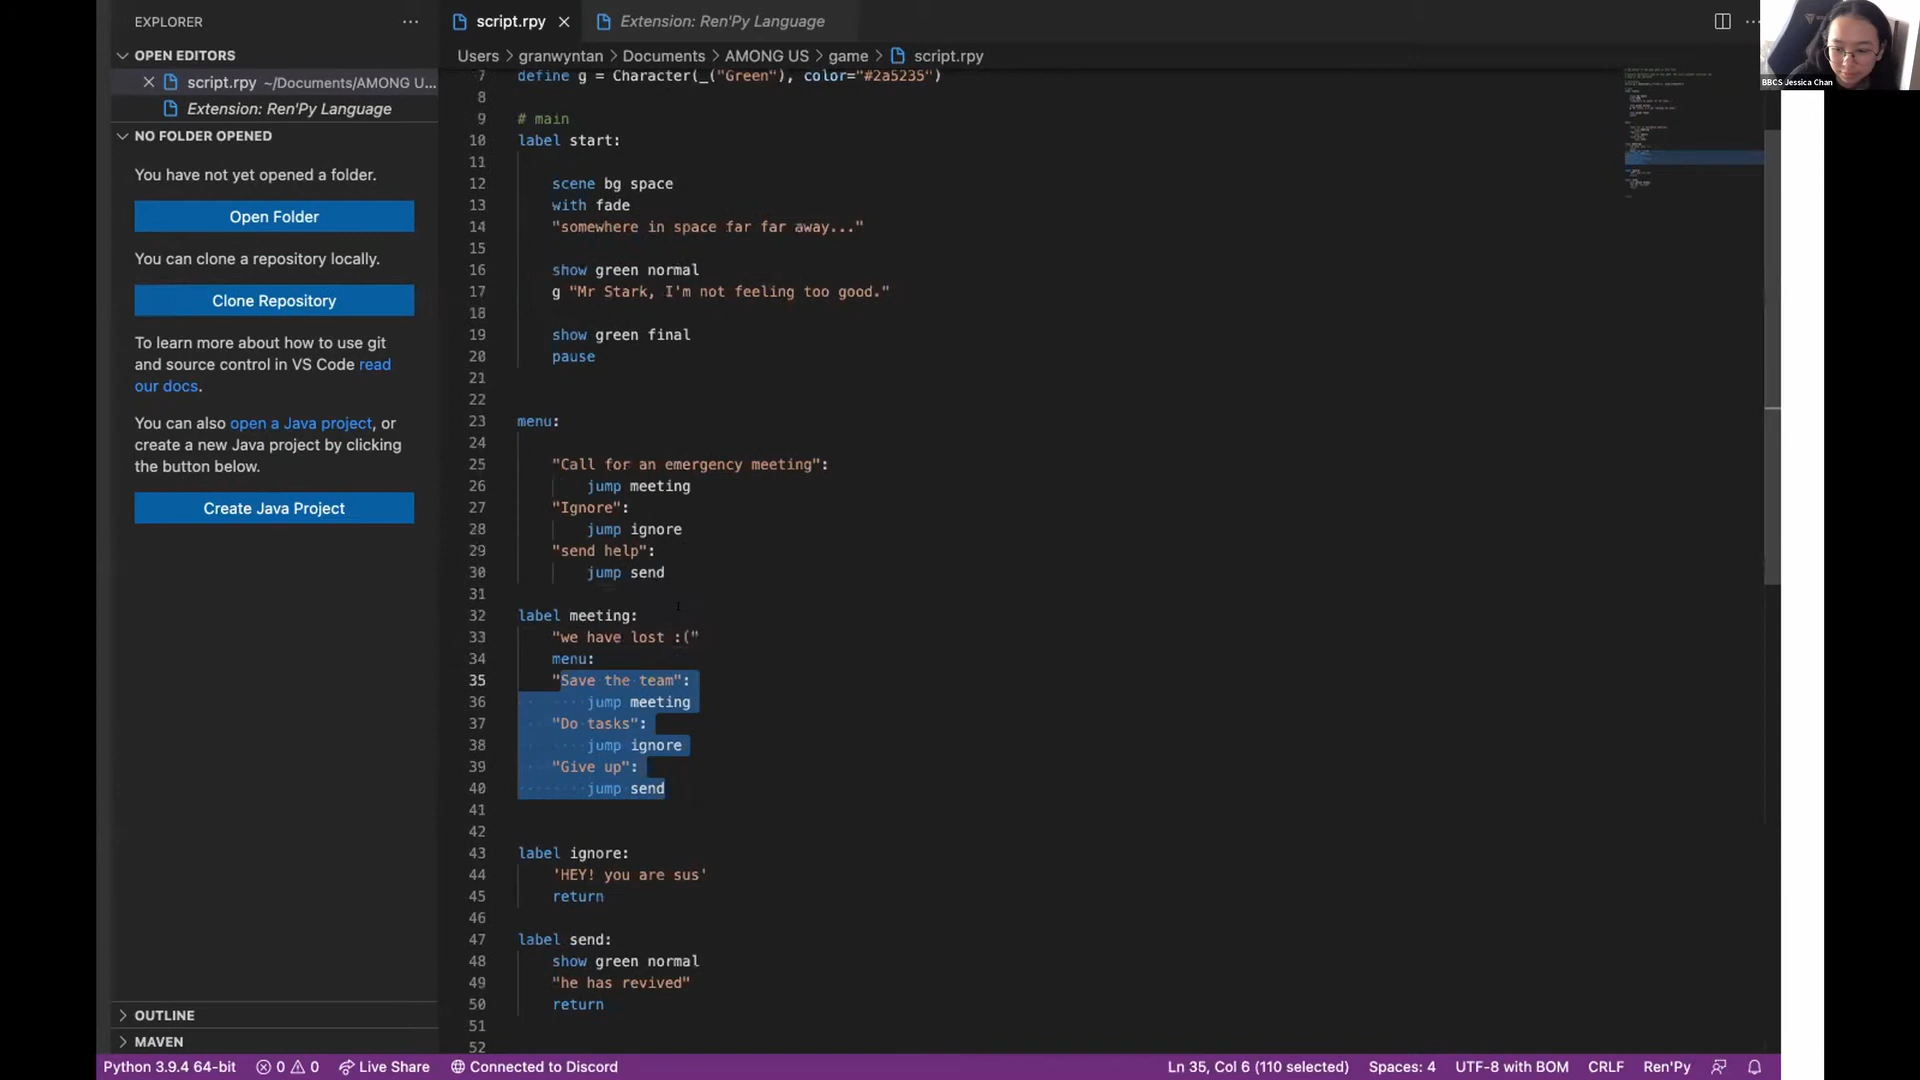 EXPLORER
OPEN EDITORS
script.rpy ~/Documents/AMONG U...
Extension: Ren'Py Language
NO FOLDER OPENED
You have not yet opened a folder.
Open Folder
You can clone a repository locally.
Clone Repository
To learn more about how to use git
and source control in VS Code read
our docs.
You can also open a Java project, or
create a new Java project by clicking
the button below.
Create Java Project
OUTLINE
MAVEN
script.rpy
Extension: Ren'Py Language
Users > granwyntan > Documents > AMONG US > game > script.rpy
7 define g = Character(_("Green"), color="#2a5235")
8
9 # main
10 label start:
11
12 scene bg space
13 with fade
14 "somewhere in space far far away..."
15
16 show green normal
17 g "Mr Stark, I'm not feeling too good."
18
19 show green final
20 pause
21
22
23 menu:
24
25 "Call for an emergency meeting":
26 jump meeting
27 "Ignore":
28 jump ignore
29 "send help":
30 jump send
31
32 label meeting:
33 "we have lost :("
34 menu:
35 "Save the team":
36 jump meeting
37 "Do tasks":
38 jump ignore
39 "Give up":
40 jump send
41
42
43 label ignore:
44 'HEY! you are sus'
45 return
46
47 label send:
48 show green normal
49 "he has revived"
50 return
51
52
BBCS Jessica Chan
Python 3.9.4 64-bit
0 0
Live Share
Connected to Discord
Ln 35, Col 6 (110 selected)
Spaces: 4
UTF-8 with BOM
CRLF
Ren'Py